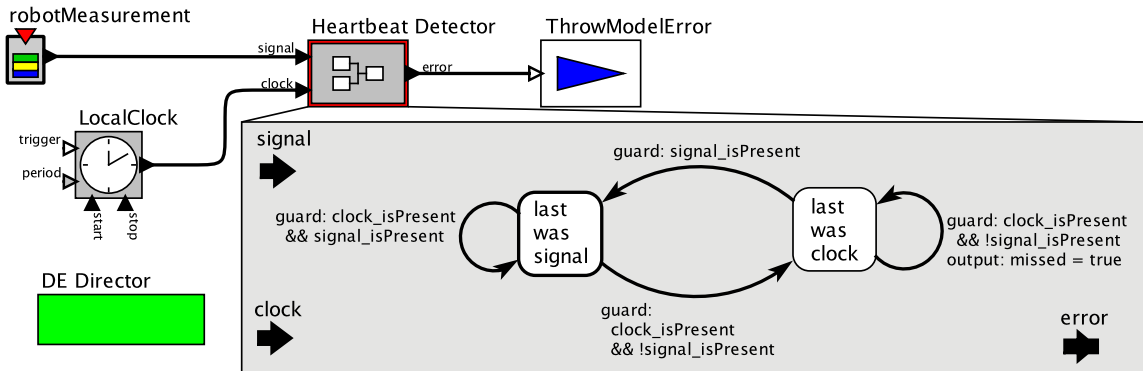 robotMeasurement
Heartbeat Detector
ThrowModelError
signal
clock
error
LocalClock
trigger
period
start
stop
DE Director
signal
clock
error
guard: signal_isPresent
guard: clock_isPresent
&& signal_isPresent
last
was
signal
last
was
clock
guard: clock_isPresent
&& !signal_isPresent
output: missed = true
guard:
clock_isPresent
&& !signal_isPresent